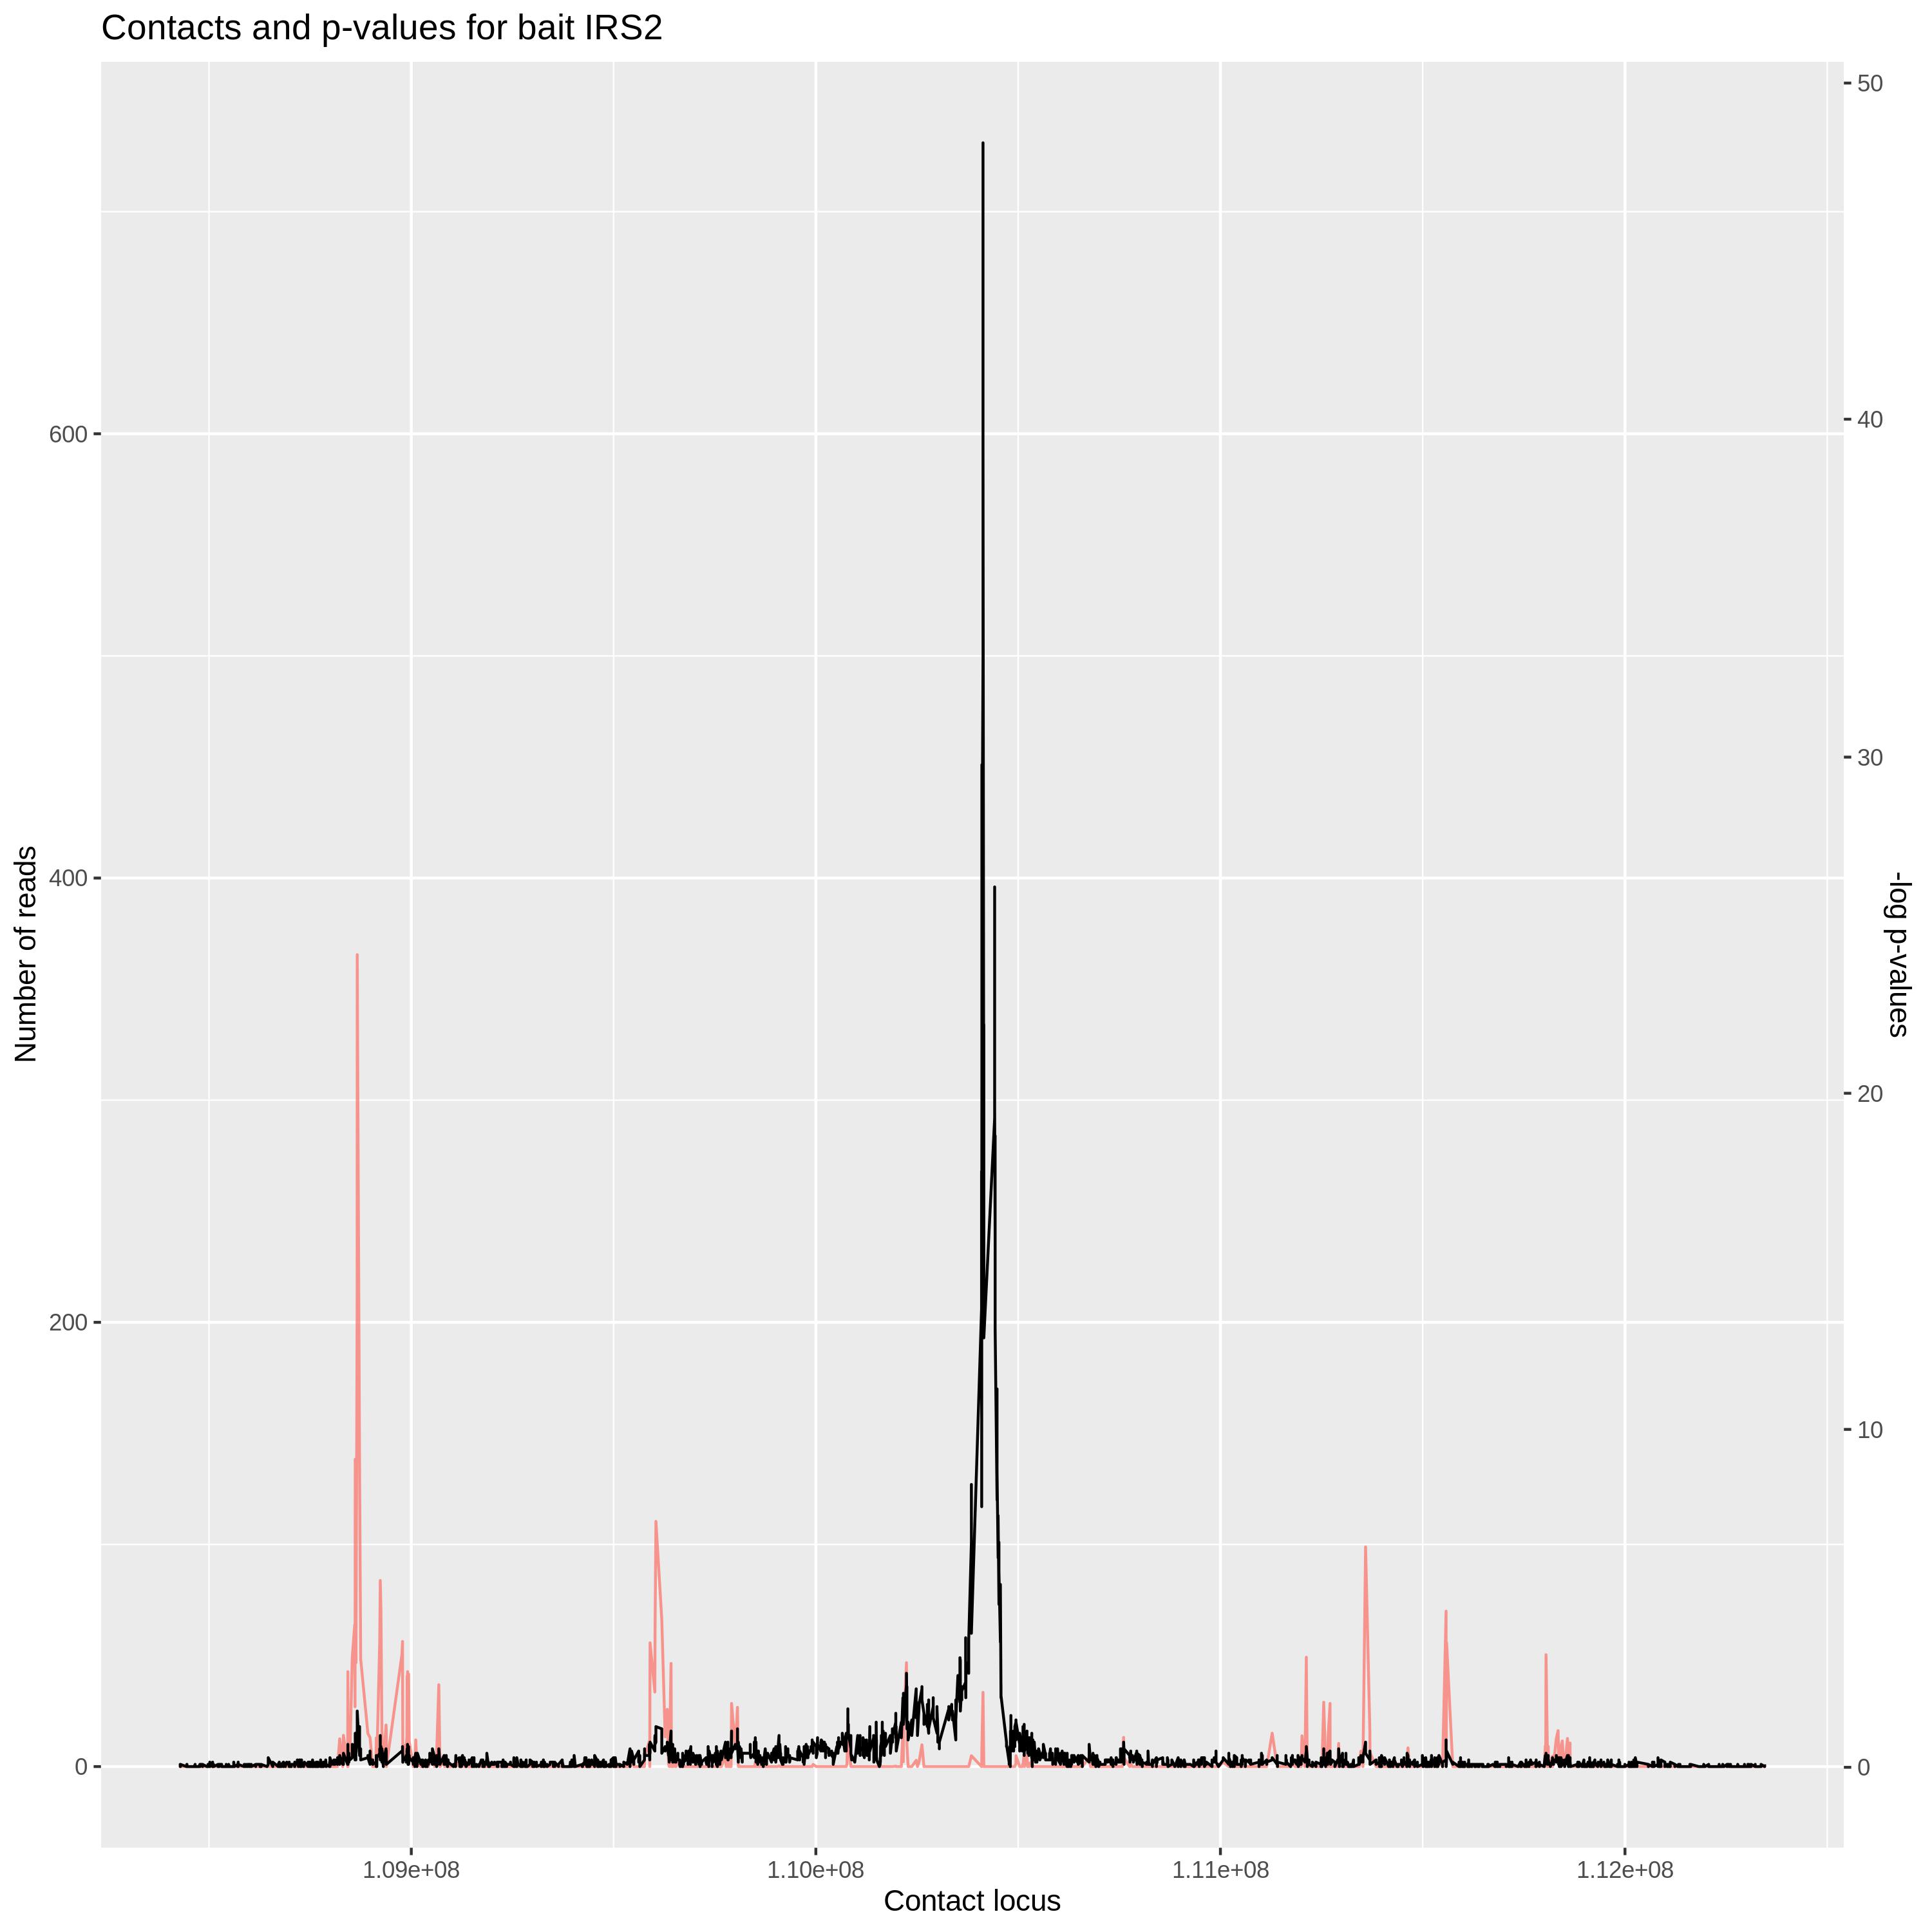 Contacts and p-values for bait IRS2
Number of reads
600
400
200
0
50
40
30
20
10
0
-log p-values
1.09e+08
1.10e+08
1.11e+08
1.12e+08
Contact locus